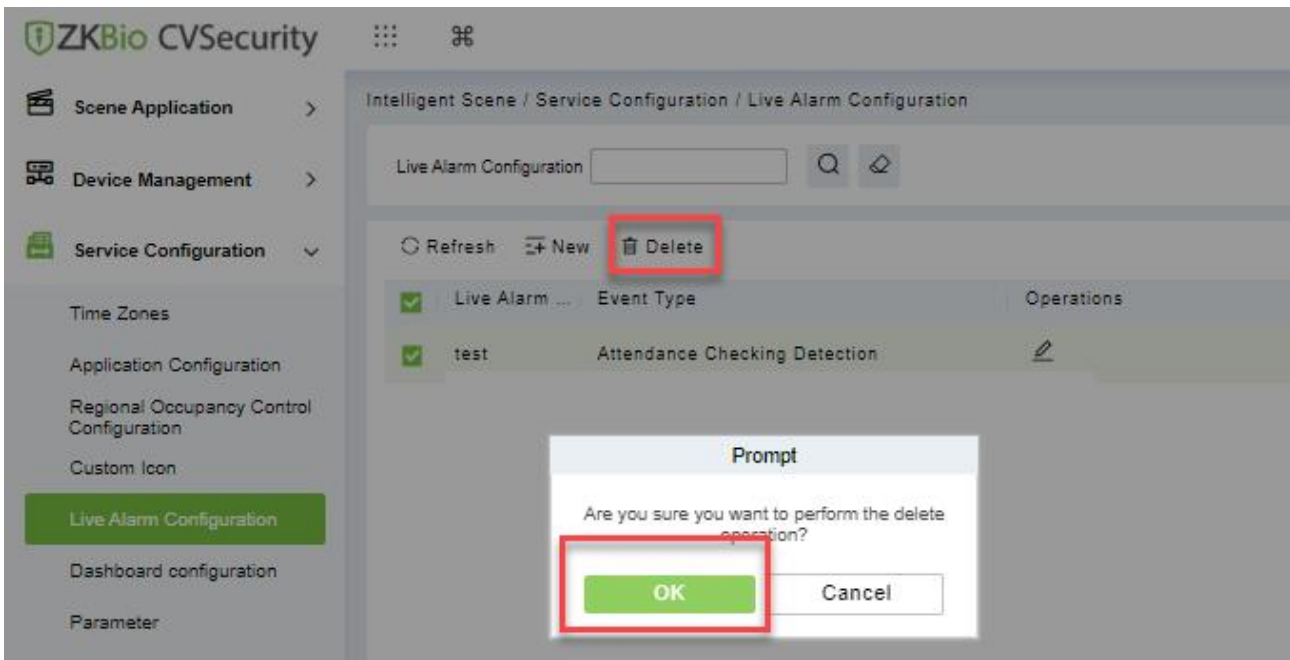 ZKBio CVSecurity
Scene Application
Device Management
Service Configuration
Time Zones
Application Configuration
Regional Occupancy Control
Configuration
Custom Icon
Live Alarm Configuration
Dashboard configuration
Parameter
Intelligent Scene / Service Configuration / Live Alarm Configuration
Live Alarm Configuration
Refresh New Delete
Live Alarm ... Event Type Operations
test Attendance Checking Detection
Prompt
Are you sure you want to perform the delete
operation?
OK Cancel